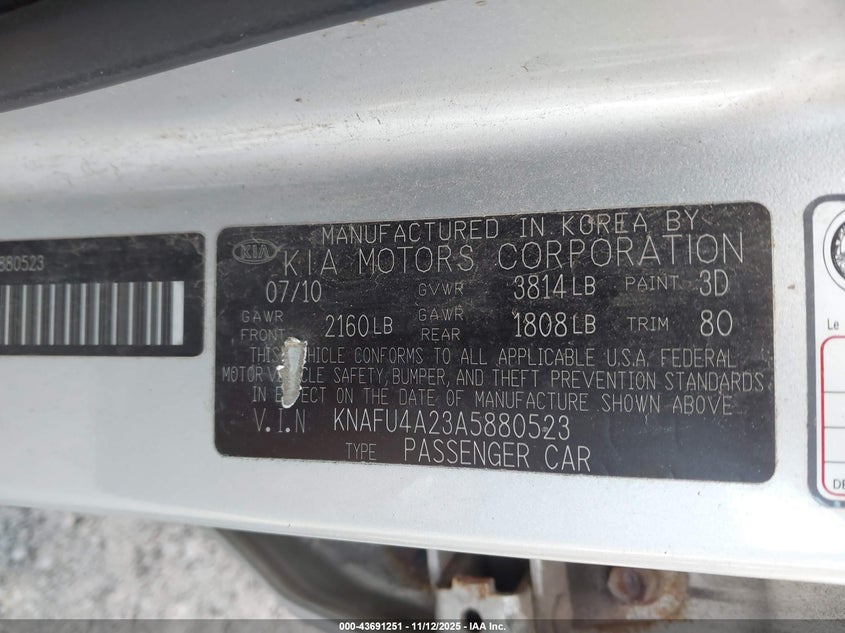 880523
MANUFACTURED IN KOREA BY
KIA KIA MOTORS CORPORATION
07/10 GVWR 3814LB PAINT 3D
GAWR FRONT 2160LB GAWR REAR 1808LB TRIM 80
THIS VEHICLE CONFORMS TO ALL APPLICABLE U.S.A. FEDERAL
MOTOR VEHICLE SAFETY, BUMPER, AND THEFT PREVENTION STANDARDS
IN EFFECT ON THE DATE OF MANUFACTURE SHOWN ABOVE.
V.I.N KNAFU4A23A5880523
TYPE PASSENGER CAR
Le
DE
000-43691251 - 11/12/2025 - IAA Inc.